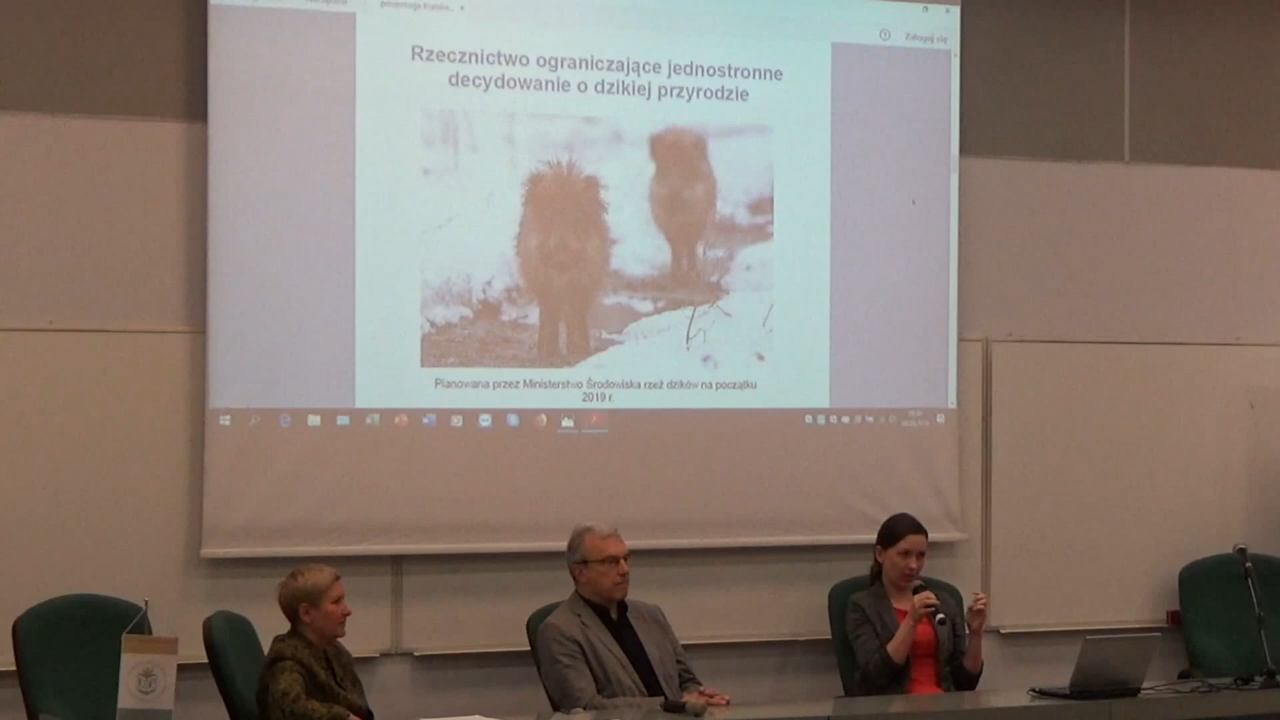 Zaloguj się
Rzecznictwo ograniczające jednostronne
decydowanie o dzikiej przyrodzie
Planowana przez Ministerstwo Środowiska rzeź dzików na początku
2019 r.